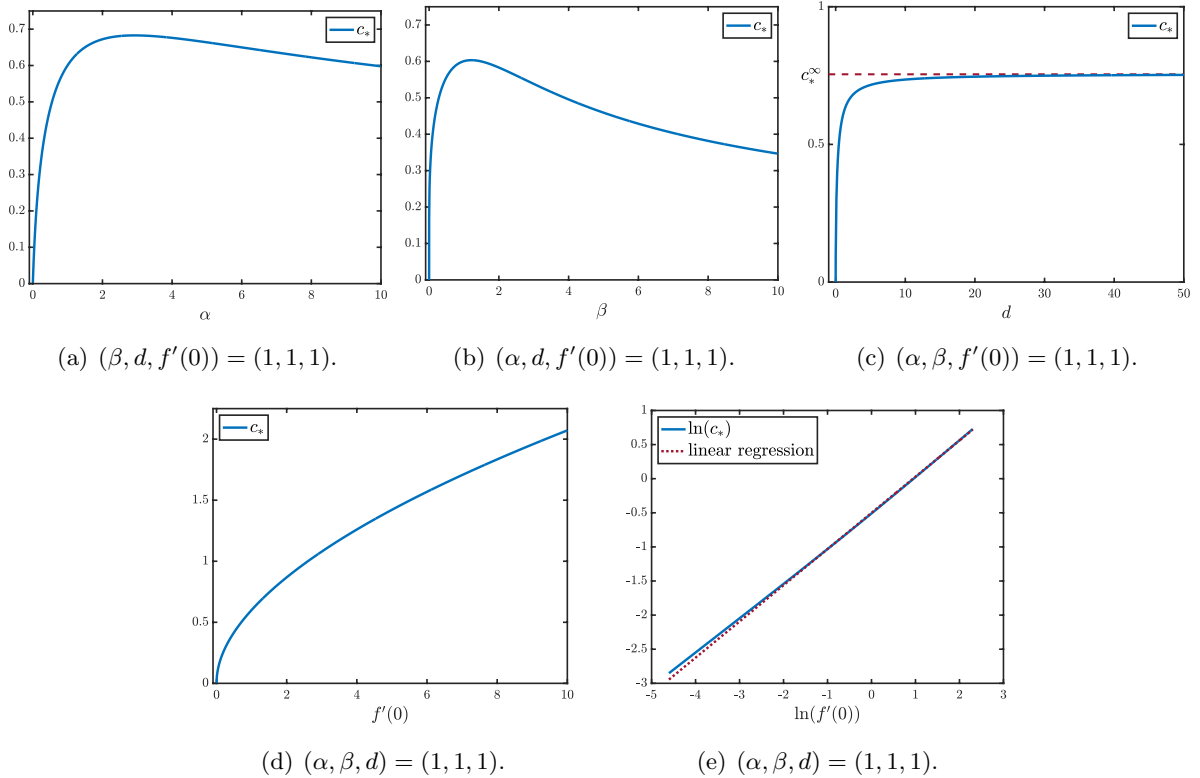 0.7
0.6
0.5
0.4
0.3
0.2
0.1
0
0 2 4 6 8 10
α
c*
(a) (β, d, f′(0)) = (1, 1, 1).
0.7
0.6
0.5
0.4
0.3
0.2
0.1
0
0 2 4 6 8 10
β
c*
(b) (α, d, f′(0)) = (1, 1, 1).
1
c*∞
0.5
0
0 10 20 30 40 50
d
c*
(c) (α, β, f′(0)) = (1, 1, 1).
2
1.5
1
0.5
0
0 2 4 6 8 10
f′(0)
c*
(d) (α, β, d) = (1, 1, 1).
1
0.5
0
-0.5
-1
-1.5
-2
-2.5
-3
-5 -4 -3 -2 -1 0 1 2 3
ln(f′(0))
ln(c*)
linear regression
(e) (α, β, d) = (1, 1, 1).